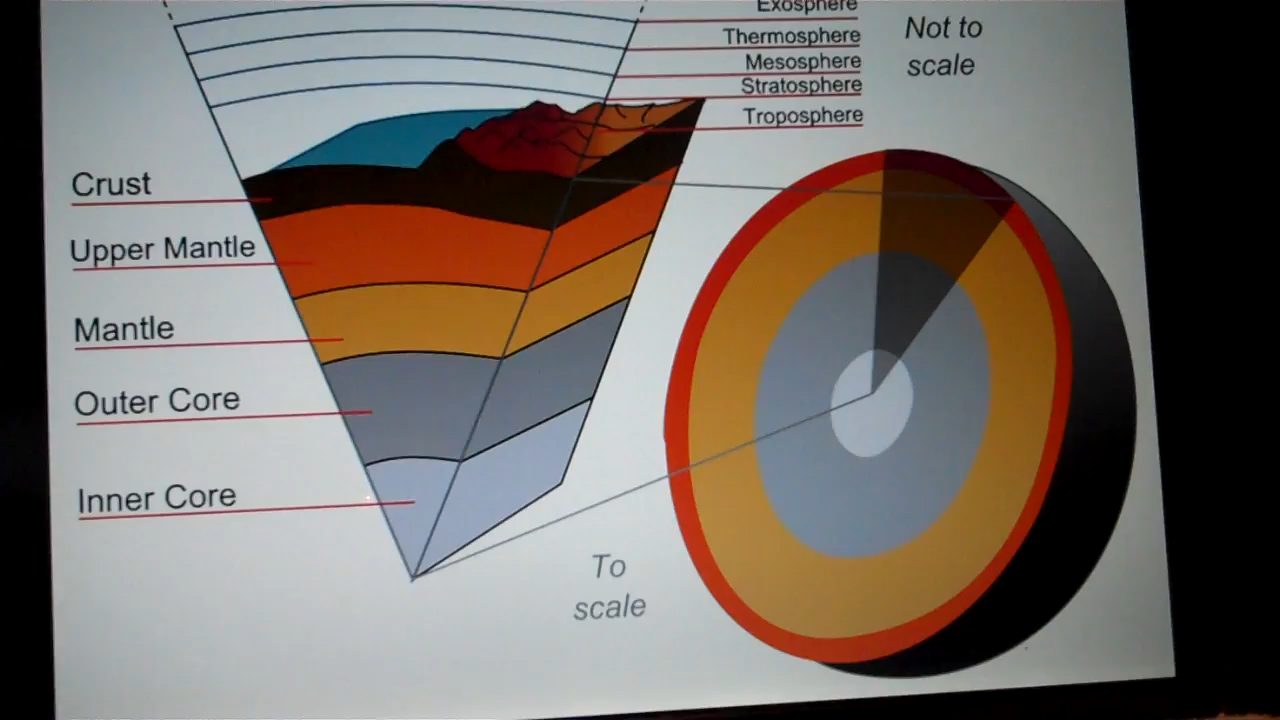 Exosphere
Thermosphere
Mesosphere
Stratosphere
Troposphere
Not to
scale
Crust
Upper Mantle
Mantle
Outer Core
Inner Core
To
scale